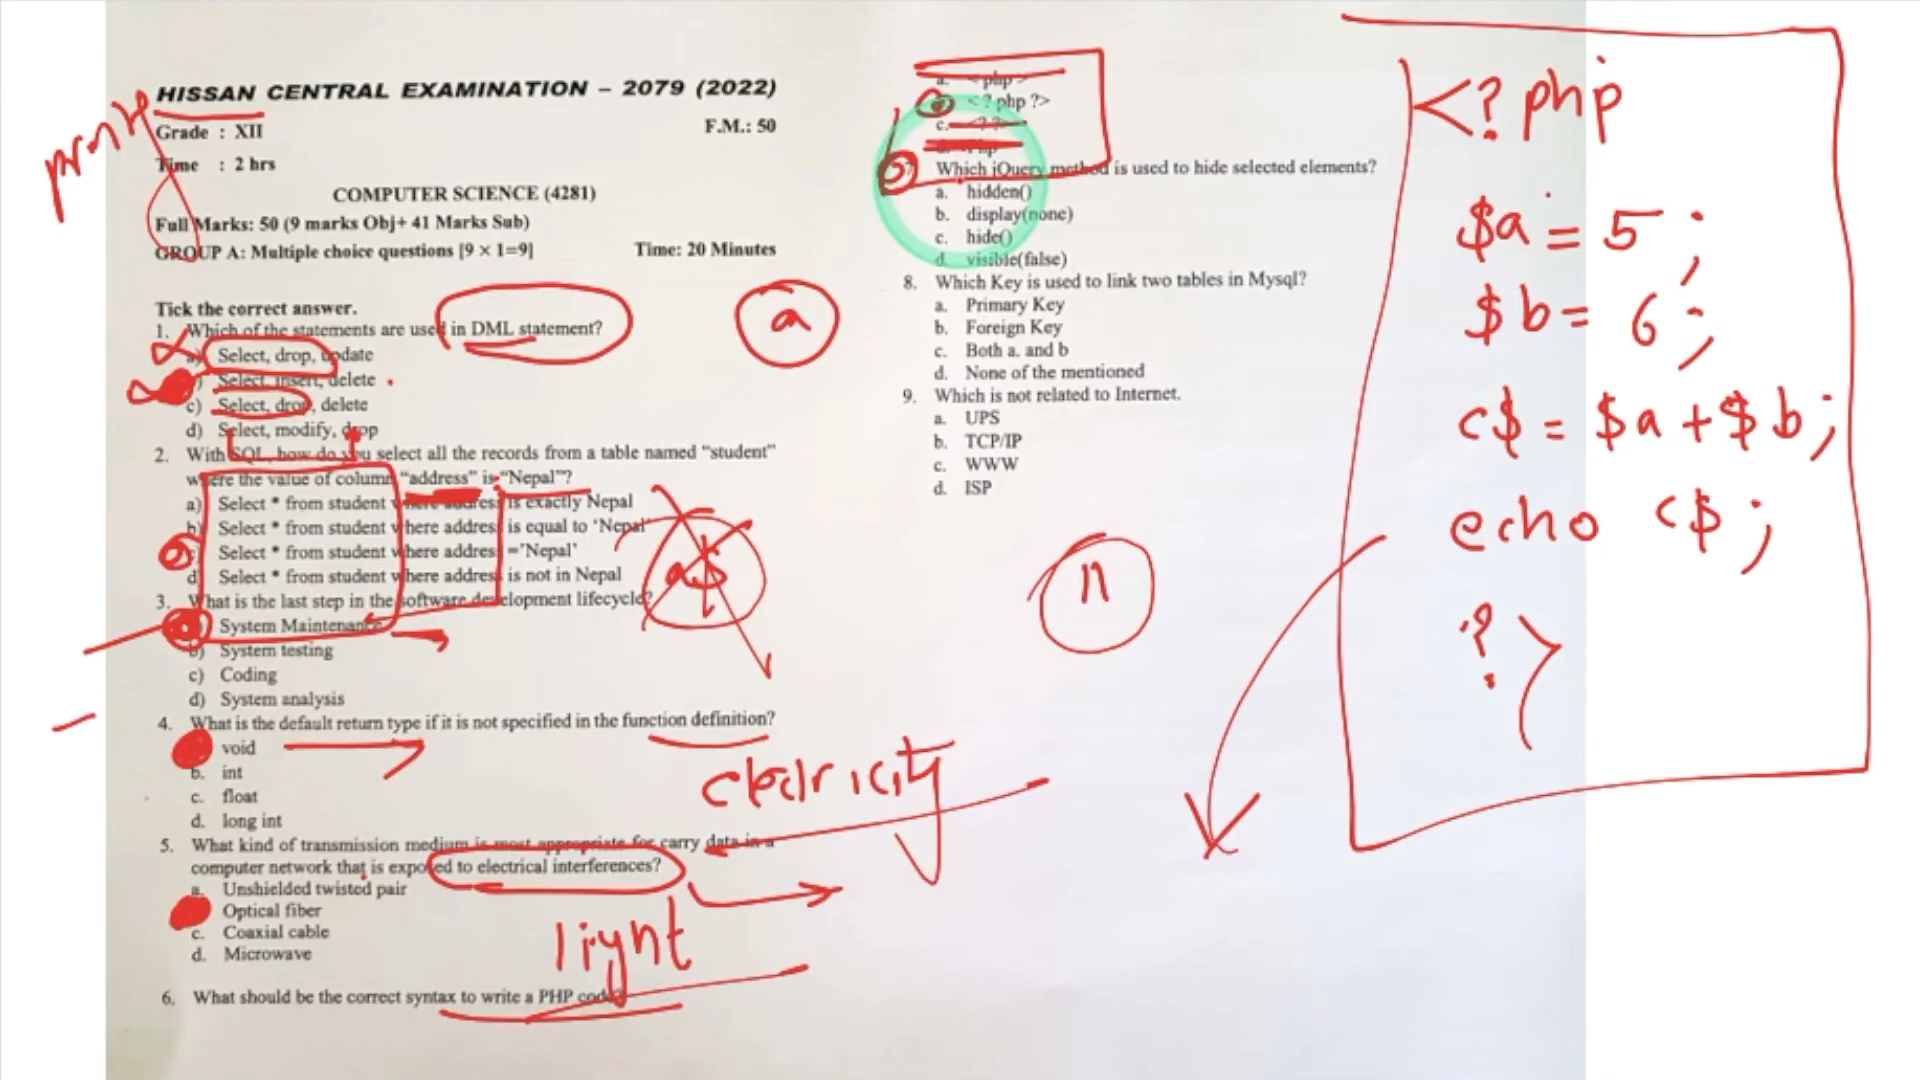 HISSAN CENTRAL EXAMINATION – 2079 (2022)
Grade : XII
F.M.: 50
Time : 2 hrs
COMPUTER SCIENCE (4281)
Full Marks: 50 (9 marks Obj+ 41 Marks Sub)
GROUP A: Multiple choice questions [9 × 1=9]
Time: 20 Minutes
Tick the correct answer.
1. Which of the statements are used in DML statement?
a) Select, drop, update
Select, insert, delete
c) Select, drop, delete
d) Select, modify, drop
2. With SQL, how do you select all the records from a table named “student”
where the value of column “address” is “Nepal”?
a) Select * from student where address is exactly Nepal
b) Select * from student where address is equal to ‘Nepal’
Select * from student where address =’Nepal’
d) Select * from student where address is not in Nepal
3. What is the last step in the software development lifecycle?
System Maintenance
b) System testing
c) Coding
d) System analysis
4. What is the default return type if it is not specified in the function definition?
void
b. int
c. float
d. long int
5. What kind of transmission medium is most appropriate for carry data in a
computer network that is exposed to electrical interferences?
a. Unshielded twisted pair
Optical fiber
c. Coaxial cable
d. Microwave
6. What should be the correct syntax to write a PHP code?
a. <php>
<? php ?>
c. <? ?>
d. Php
Which jQuery method is used to hide selected elements?
a. hidden()
b. display(none)
c. hide()
d. visible(false)
8. Which Key is used to link two tables in Mysql?
a. Primary Key
b. Foreign Key
c. Both a. and b
d. None of the mentioned
9. Which is not related to Internet.
a. UPS
b. TCP/IP
c. WWW
d. ISP
a
a$
n
electricity
light
<? php
$a = 5 ;
$b = 6 ;
c$ = $a + $b ;
echo c$ ;
?>